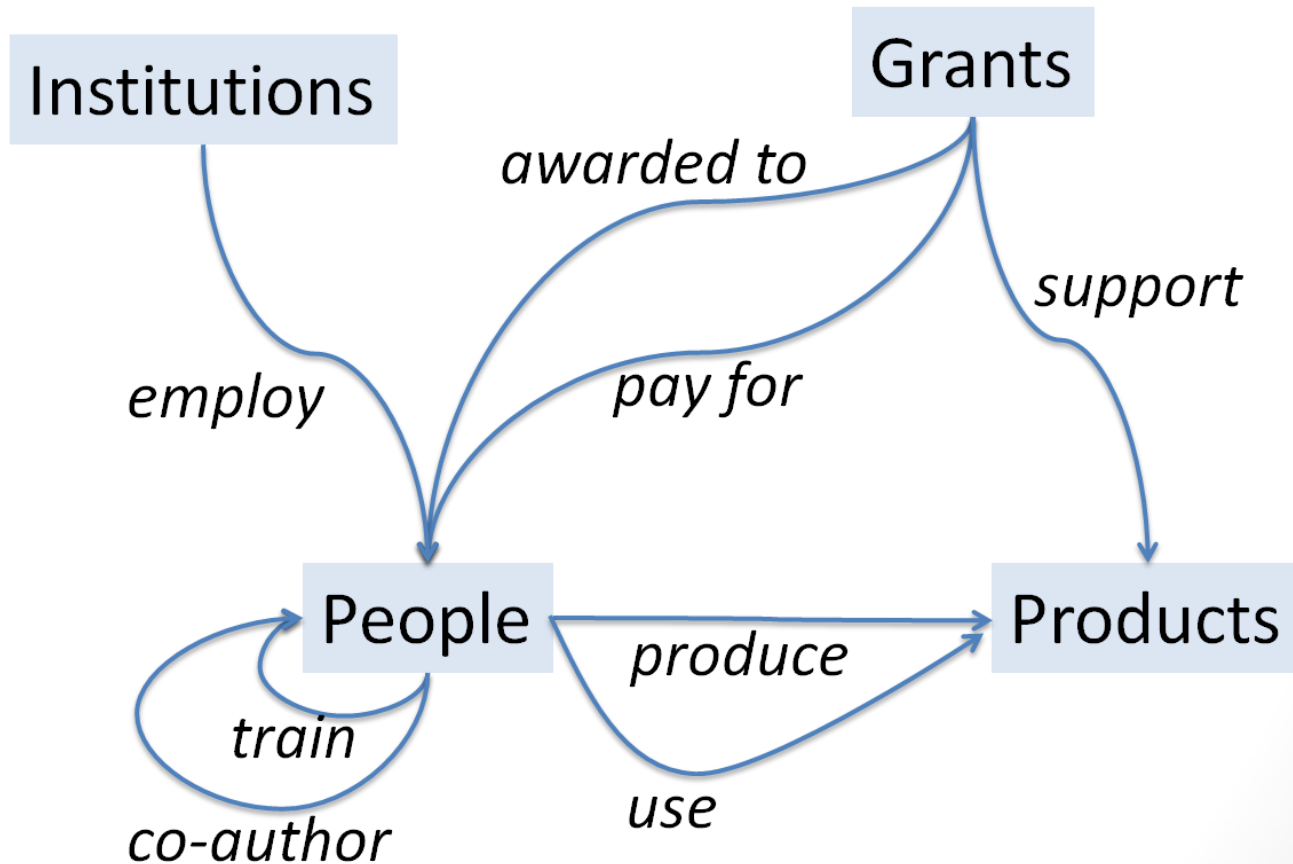 Institutions
Grants
awarded to
support
employ
pay for
People
Products
produce
train
use
co-author